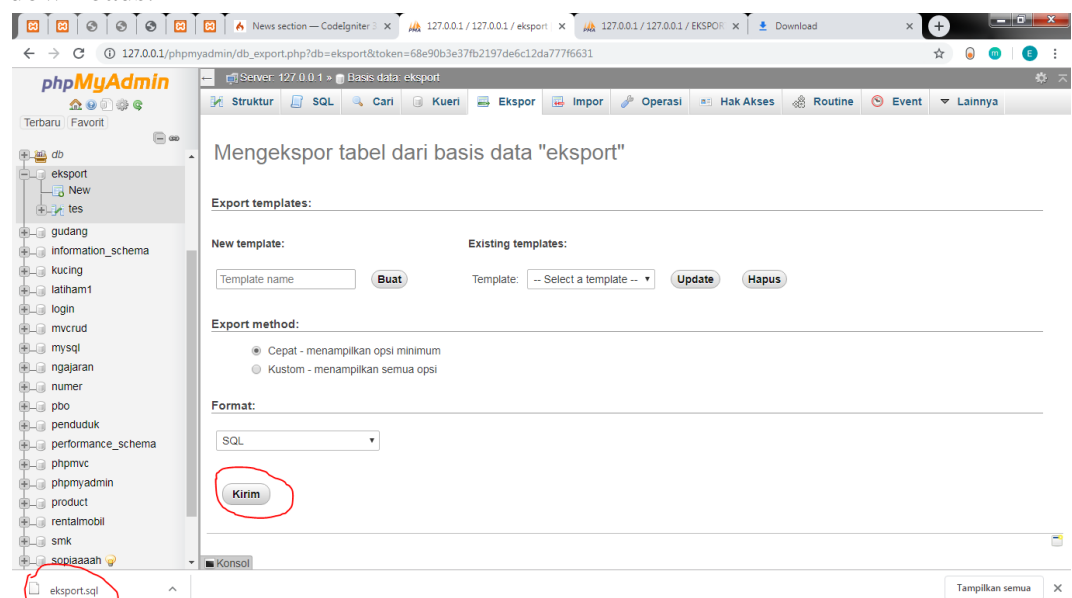 News section — CodeIgniter 3
127.0.0.1 / 127.0.0.1 / eksport
127.0.0.1 / 127.0.0.1 / EKSPOR
Download
127.0.0.1/phpmyadmin/db_export.php?db=eksport&token=68e90b3e37fb2197de6c12da777f6631
m
E
phpMyAdmin
Terbaru Favorit
db
eksport
New
tes
gudang
information_schema
kucing
latiham1
login
mvcrud
mysql
ngajaran
numer
pbo
penduduk
performance_schema
phpmvc
phpmyadmin
product
rentalmobil
smk
sopiaaaah
Server: 127.0.0.1 » Basis data: eksport
Struktur SQL Cari Kueri Ekspor Impor Operasi Hak Akses Routine Event Lainnya
Mengekspor tabel dari basis data "eksport"
Export templates:
New template: Existing templates:
Template name Buat Template: -- Select a template -- Update Hapus
Export method:
Cepat - menampilkan opsi minimum
Kustom - menampilkan semua opsi
Format:
SQL
Kirim
Konsol
eksport.sql
Tampilkan semua